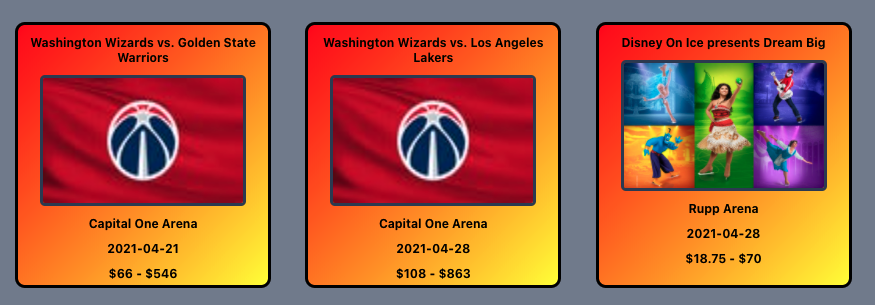 Washington Wizards vs. Golden State
Warriors
Capital One Arena
2021-04-21
$66 - $546
Washington Wizards vs. Los Angeles
Lakers
Capital One Arena
2021-04-28
$108 - $863
Disney On Ice presents Dream Big
Rupp Arena
2021-04-28
$18.75 - $70